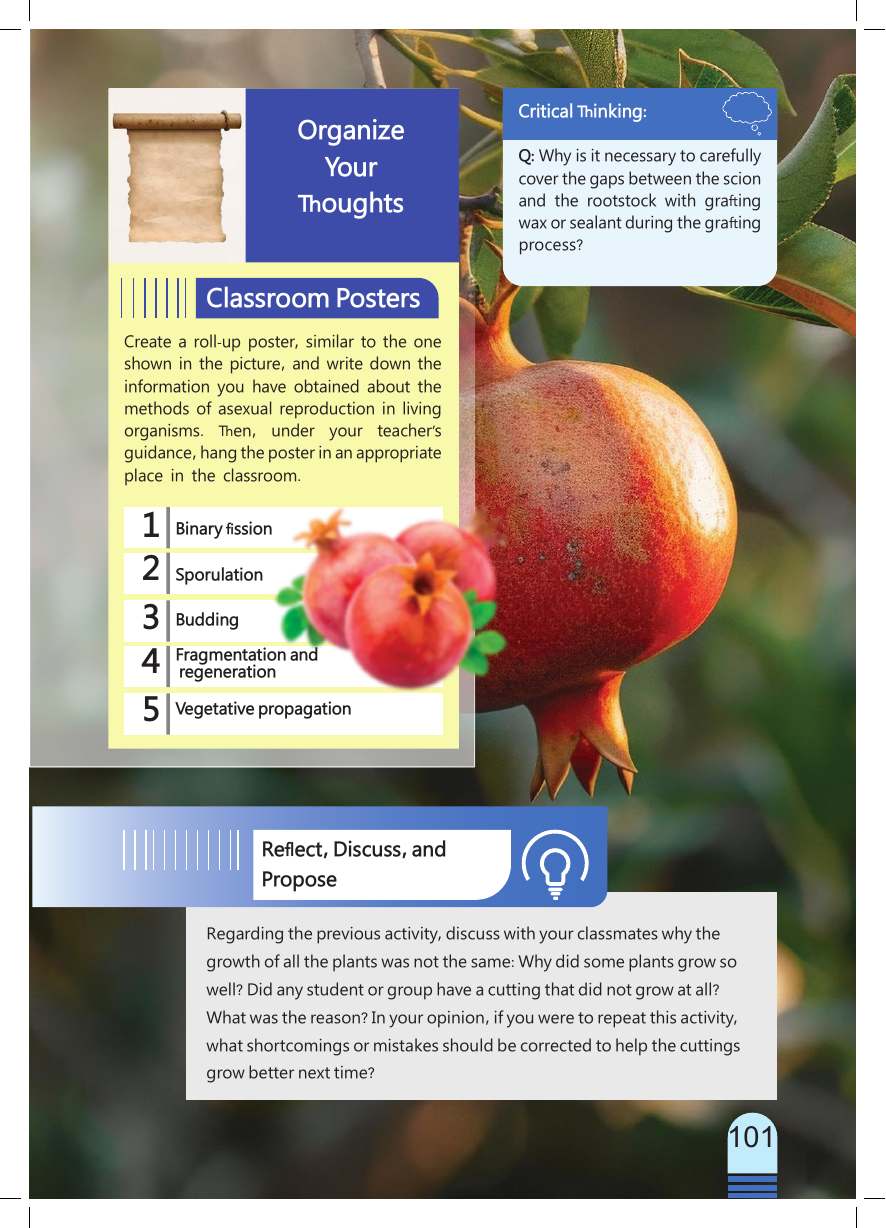 Organize
Your
Thoughts
Classroom Posters
Create a roll-up poster, similar to the one
shown in the picture, and write down the
information you have obtained about the
methods of asexual reproduction in living
organisms. Then, under your teacher's
guidance, hang the poster in an appropriate
place in the classroom.
1 Binary fission
2 Sporulation
3 Budding
4 Fragmentation and
regeneration
5 Vegetative propagation
Critical Thinking:
Q: Why is it necessary to carefully
cover the gaps between the scion
and the rootstock with grafting
wax or sealant during the grafting
process?
Reflect, Discuss, and
Propose
Regarding the previous activity, discuss with your classmates why the
growth of all the plants was not the same: Why did some plants grow so
well? Did any student or group have a cutting that did not grow at all?
What was the reason? In your opinion, if you were to repeat this activity,
what shortcomings or mistakes should be corrected to help the cuttings
grow better next time?
101